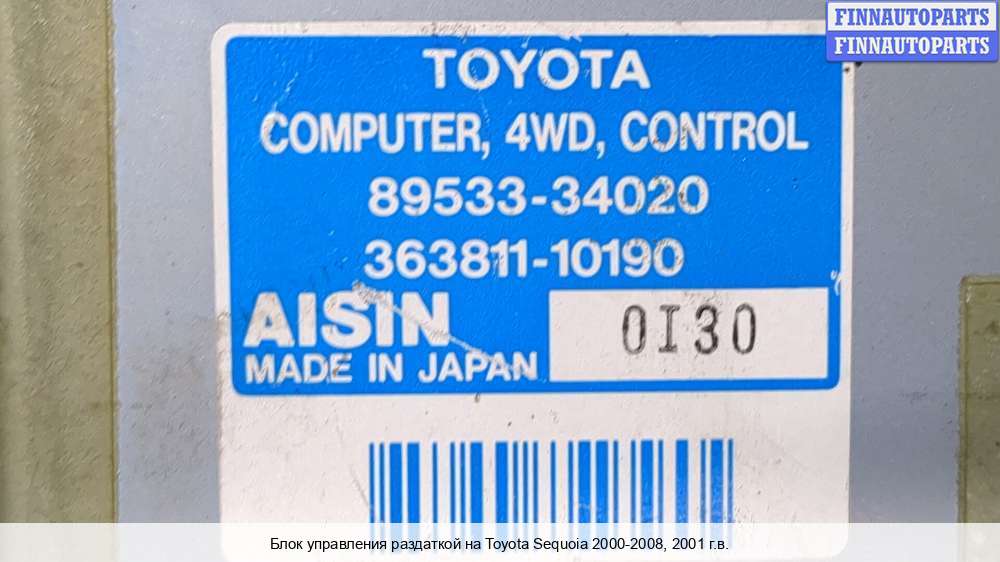 FINNAUTOPARTS
FINNAUTOPARTS
TOYOTA
COMPUTER, 4WD, CONTROL
89533-34020
363811-10190
AISIN
0I30
MADE IN JAPAN
Блок управления раздаткой на Toyota Sequoia 2000-2008, 2001 г.в.